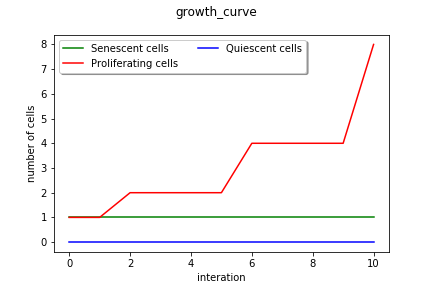 growth_curve
Senescent cells
Proliferating cells
Quiescent cells
number of cells
8
7
6
5
4
3
2
1
0
0
2
4
6
8
10
interation